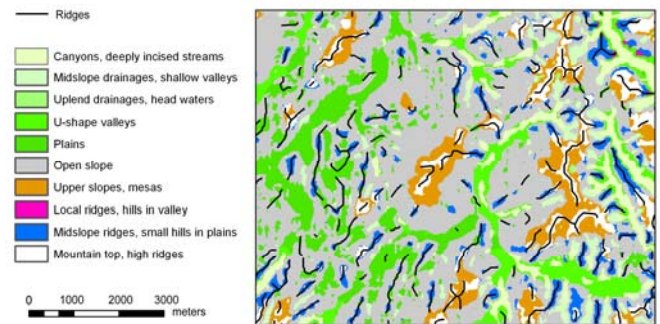 Ridges
Canyons, deeply incised streams
Midslope drainages, shallow valleys
Uplend drainages, head waters
U-shape valleys
Plains
Open slope
Upper slopes, mesas
Local ridges, hills in valley
Midslope ridges, small hills in plains
Mountain top, high ridges
0 1000 2000 3000
meters